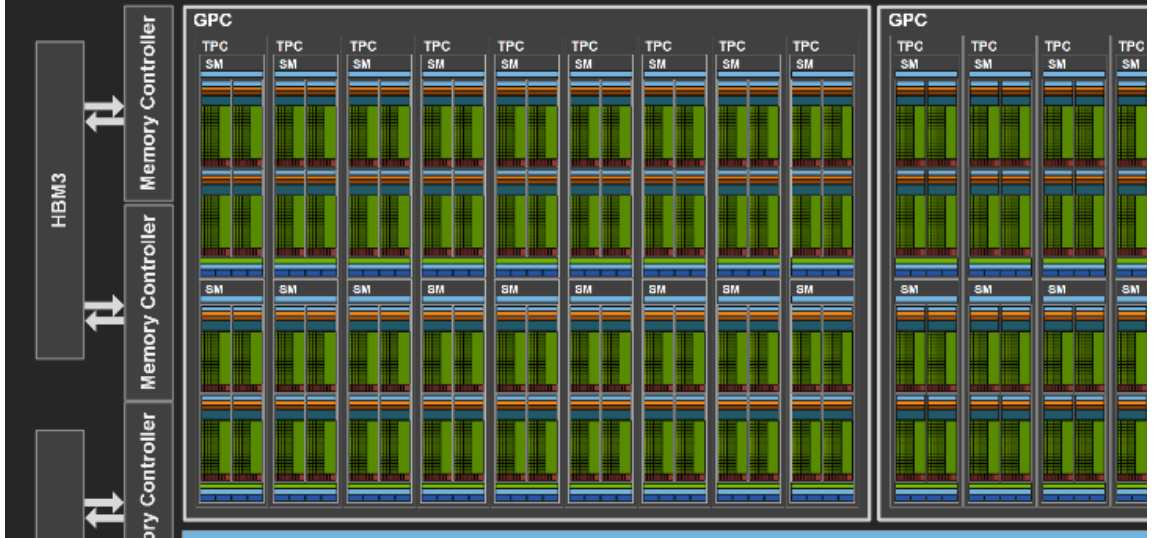 GPC
TPC TPC TPC TPC TPC TPC TPC TPC TPC
SM SM SM SM SM SM SM SM SM
SM SM SM SM SM SM SM SM SM
GPC
TPC TPC TPC TPC
SM SM SM SM
SM SM SM SM
HBM3
Memory Controller
Memory Controller
ory Controller